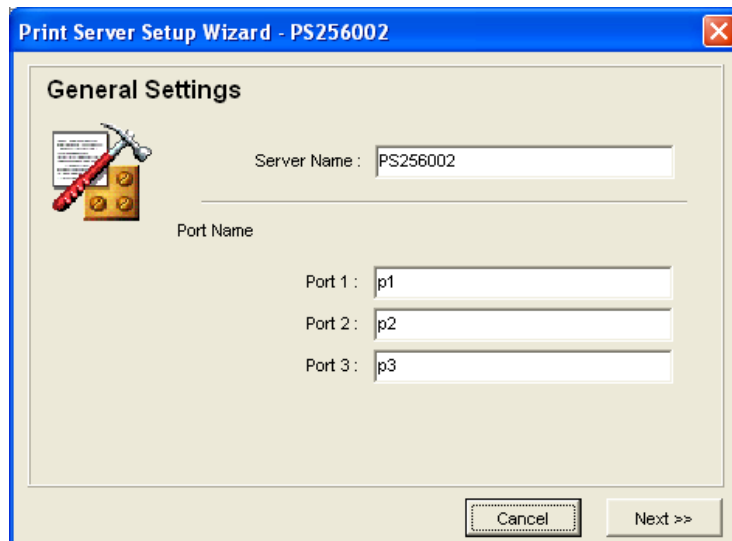 Print Server Setup Wizard - PS256002
General Settings
Server Name : PS256002
Port Name
Port 1 : p1
Port 2 : p2
Port 3 : p3
Cancel Next >>